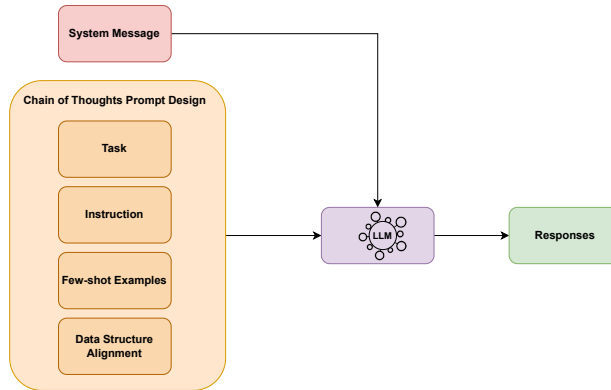 System Message
Chain of Thoughts Prompt Design
Task
Instruction
Few-shot Examples
Data Structure
Alignment
LLM
Responses